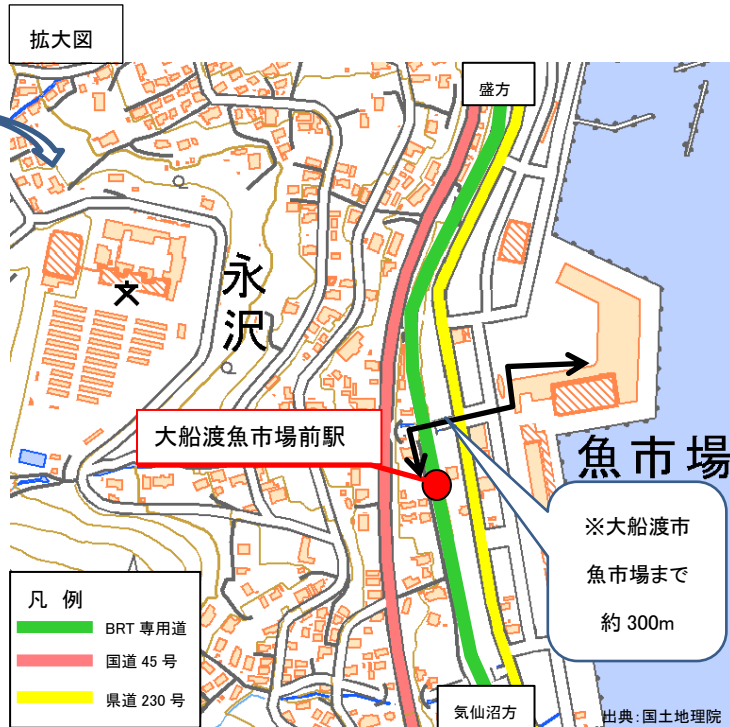 拡大図
盛方
永沢
大船渡魚市場前駅
魚市場
※大船渡市
魚市場まで
約 300m
凡 例
BRT 専用道
国道 45 号
県道 230 号
気仙沼方
出典:国土地理院